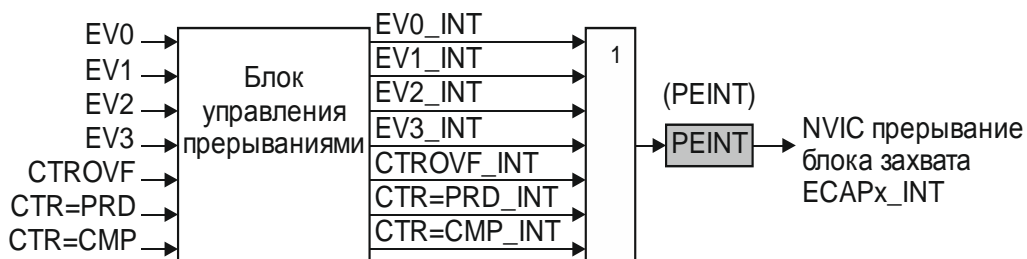 EV0
EV1
EV2
EV3
CTROVF
CTR=PRD
CTR=CMP
Блок
управления
прерываниями
EV0_INT
EV1_INT
EV2_INT
EV3_INT
CTROVF_INT
CTR=PRD_INT
CTR=CMP_INT
1
(PEINT)
PEINT
NVIC прерывание
блока захвата
ECAPx_INT